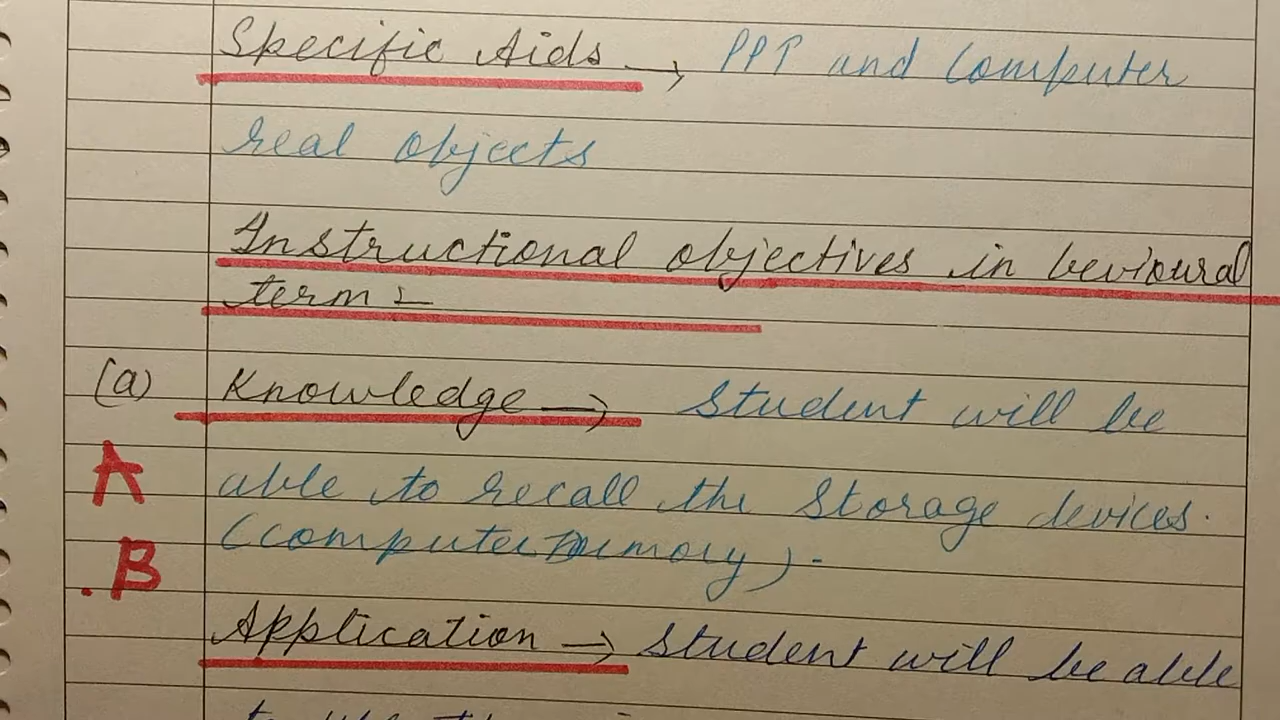 Specific Aids → PPT and Computer
real objects
Instructional objectives in bevioural
term :-
(a) Knowledge → Student will be
A able to recall the Storage devices.
(Computer memory).
.B
Application → Student will be able